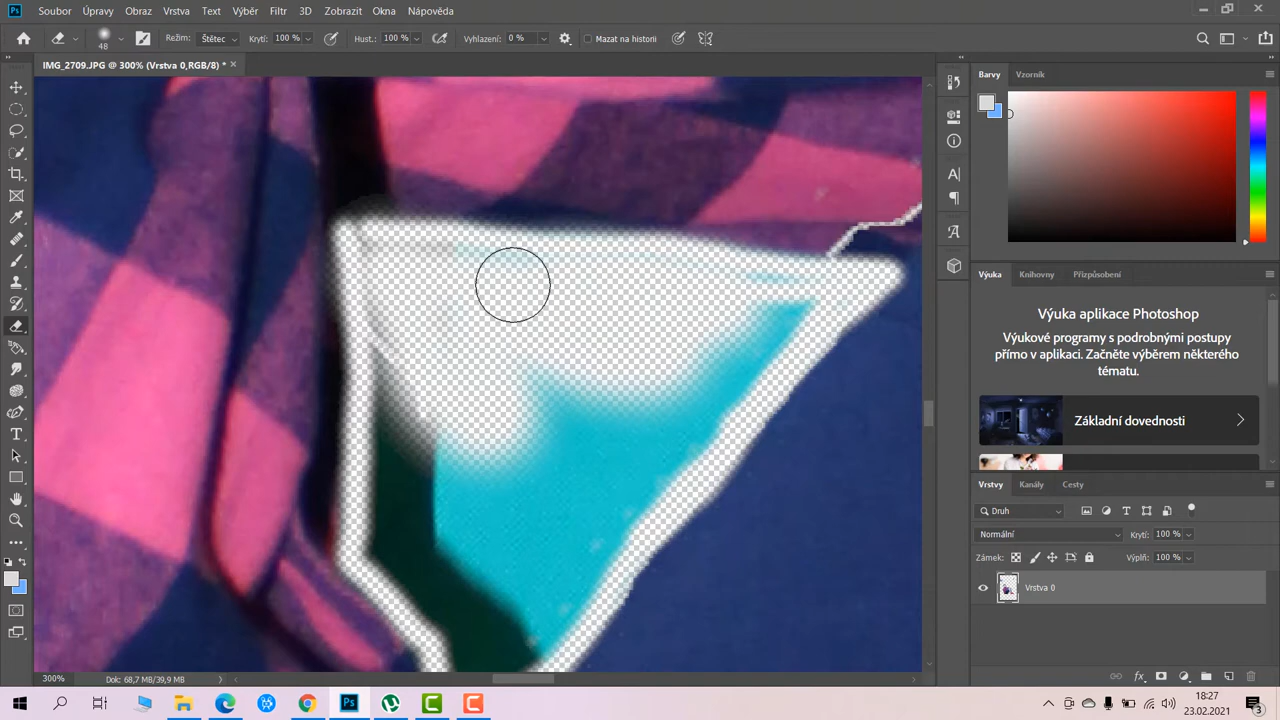 Ps Soubor Úpravy Obraz Vrstva Text Výběr Filtr 3D Zobrazit Okna Nápověda
48 Režim: Štětec Krytí: 100 % Hust.: 100 % Vyhlazení: 0 % Mazat na historii
IMG_2709.JPG @ 300% (Vrstva 0,RGB/8) *
Barvy Vzorník
Výuka Knihovny Přizpůsobení
Výuka aplikace Photoshop
Výukové programy s podrobnými postupy
přímo v aplikaci. Začněte výběrem některého
tématu.
Základní dovednosti
Vrstvy Kanály Cesty
Druh
Normální Krytí: 100 %
Zámek: Výplň: 100 %
Vrstva 0
300% Dok: 68,7 MB/39,9 MB
18:27
23.02.2021
3